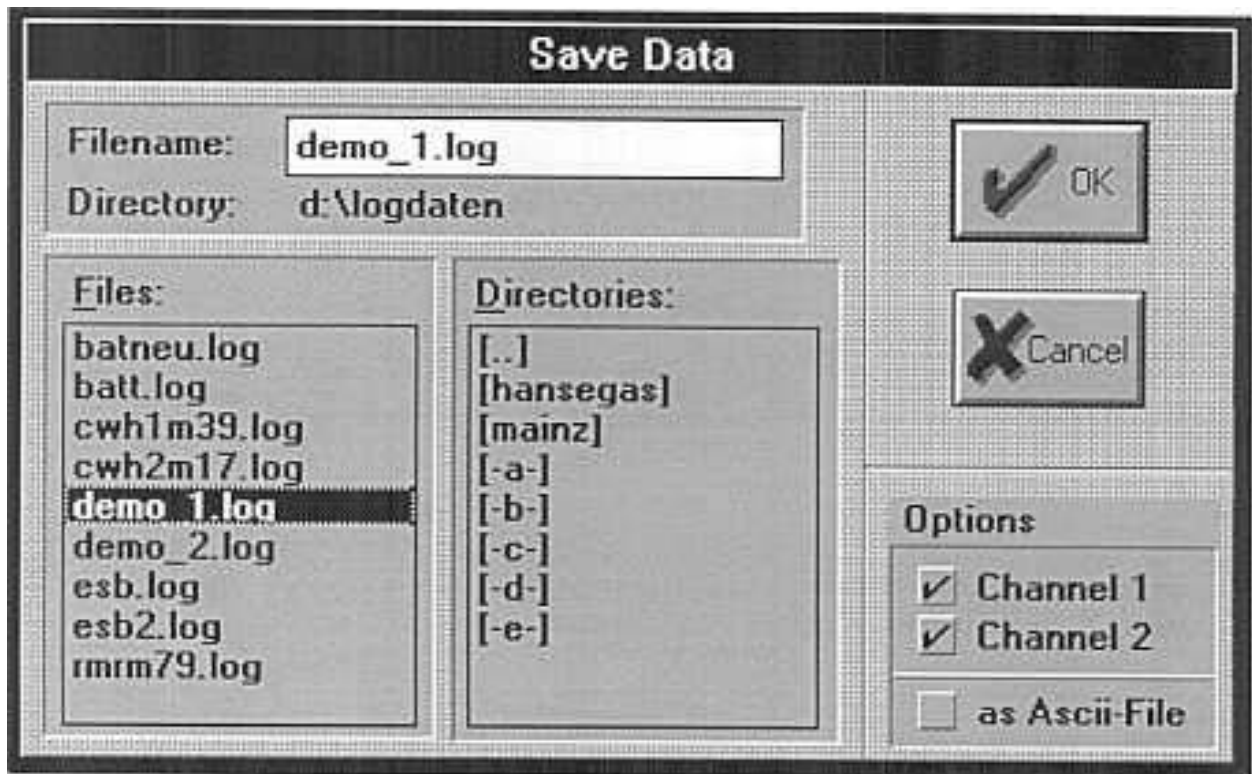 Save Data
Filename: demo_1.log
Directory: d:\logdaten
OK
Cancel
Files:
batneu.log
batt.log
cwh1m39.log
cwh2m17.log
demo_1.log
demo_2.log
esb.log
esb2.log
rmrm79.log
Directories:
[..]
[hansegas]
[mainz]
[-a-]
[-b-]
[-c-]
[-d-]
[-e-]
Options
Channel 1
Channel 2
as Ascii-File